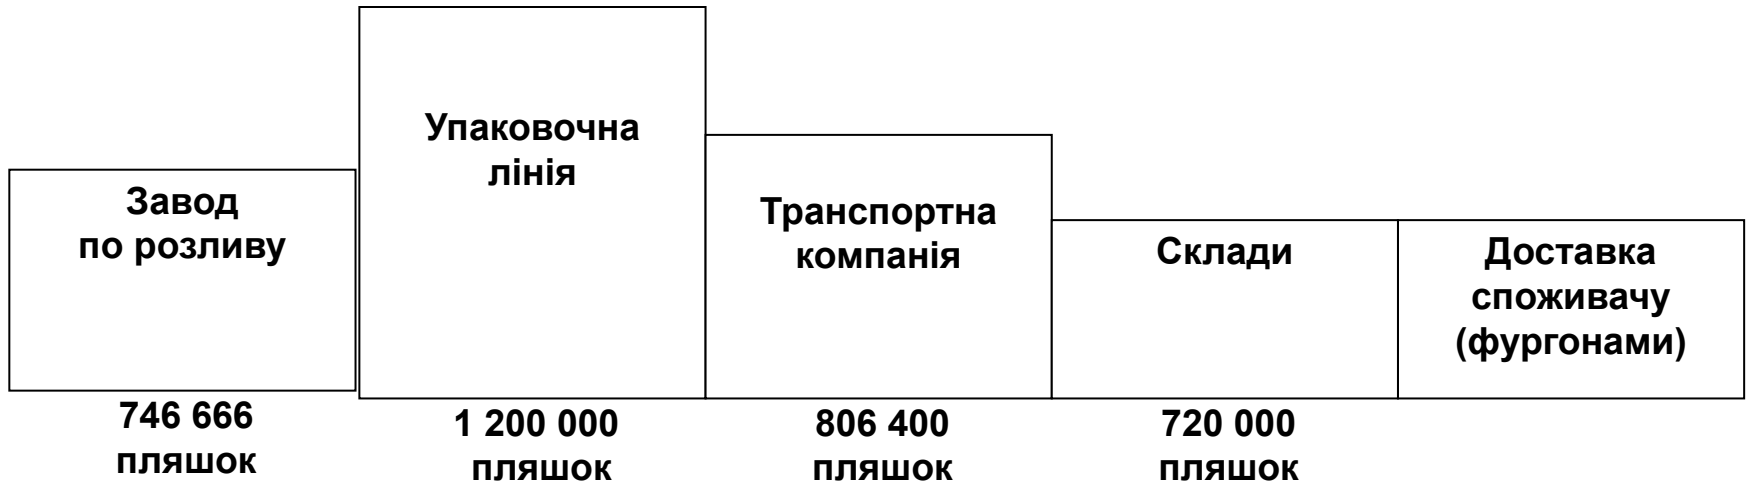 Завод
по розливу
746 666
пляшок
Упаковочна
лінія
1 200 000
пляшок
Транспортна
компанія
806 400
пляшок
Склади
720 000
пляшок
Доставка
споживачу
(фургонами)